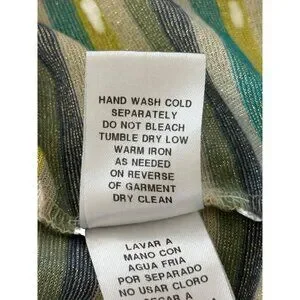 HAND WASH COLD
SEPARATELY
DO NOT BLEACH
TUMBLE DRY LOW
WARM IRON
AS NEEDED
ON REVERSE
OF GARMENT
DRY CLEAN
LAVAR A
MANO CON
AGUA FRIA
POR SEPARADO
NO USAR CLORO